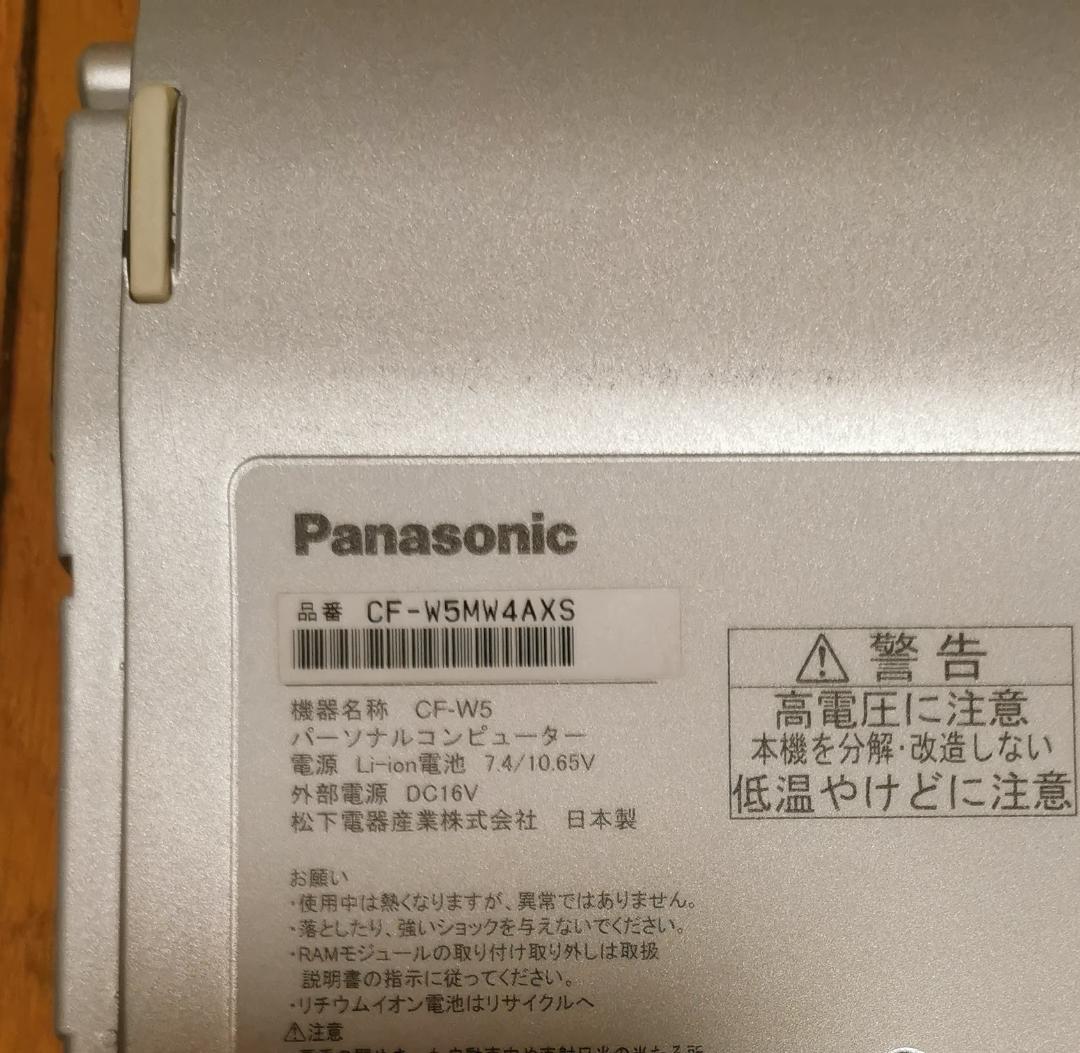 Panasonic
品番 CF-W5MW4AXS
機器名称 CF-W5
パーソナルコンピューター
電源 Li-ion電池 7.4/10.65V
外部電源 DC16V
松下電器産業株式会社 日本製
⚠警告
高電圧に注意
本機を分解・改造しない
低温やけどに注意
お願い
・使用中は熱くなりますが、異常ではありません。
・落としたり、強いショックを与えないでください。
・RAMモジュールの取り付け取り外しは取扱
説明書の指示に従ってください。
・リチウムイオン電池はリサイクルへ
⚠注意